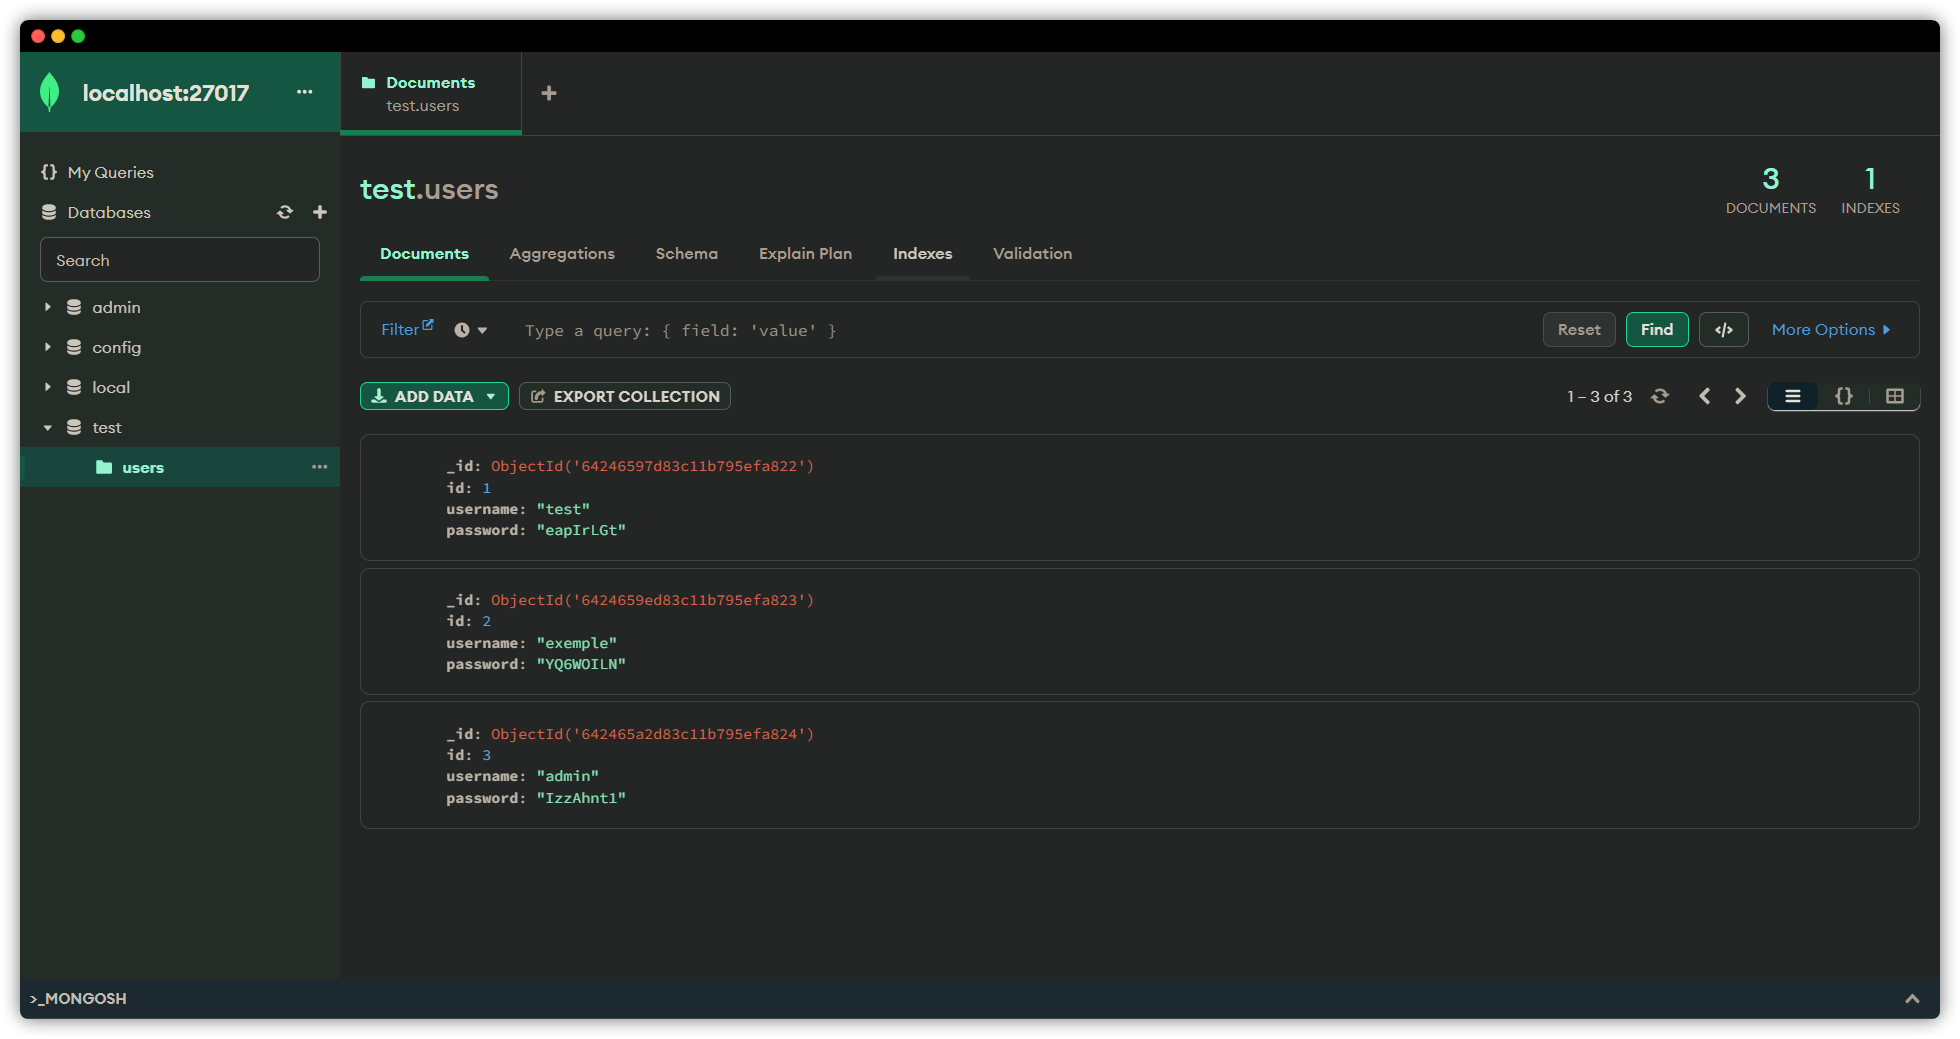 localhost:27017
Documents
test.users
My Queries
Databases
Search
admin
config
local
test
users
test.users
3
DOCUMENTS
1
INDEXES
Documents Aggregations Schema Explain Plan Indexes Validation
Filter Type a query: { field: 'value' } Reset Find </> More Options
ADD DATA EXPORT COLLECTION 1 – 3 of 3 {}
_id: ObjectId('64246597d83c11b795efa822')
id: 1
username: "test"
password: "eapIrLGt"
_id: ObjectId('6424659ed83c11b795efa823')
id: 2
username: "exemple"
password: "YQ6WOILN"
_id: ObjectId('642465a2d83c11b795efa824')
id: 3
username: "admin"
password: "IzzAhnt1"
>_MONGOSH